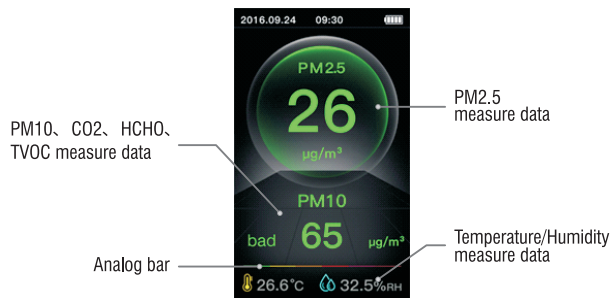 2016.09.24 09:30
PM2.5
26
µg/m³
PM2.5
measure data
PM10、CO2、HCHO、
TVOC measure data
PM10
bad 65 µg/m³
Analog bar
Temperature/Humidity
measure data
26.6°c 32.5%RH